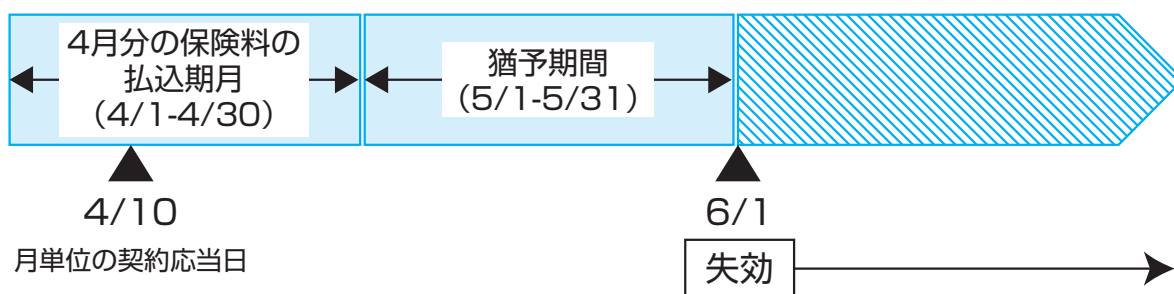 4月分の保険料の
払込期月
（4/1-4/30）
猶予期間
（5/1-5/31）
4/10
月単位の契約応当日
6/1
失効